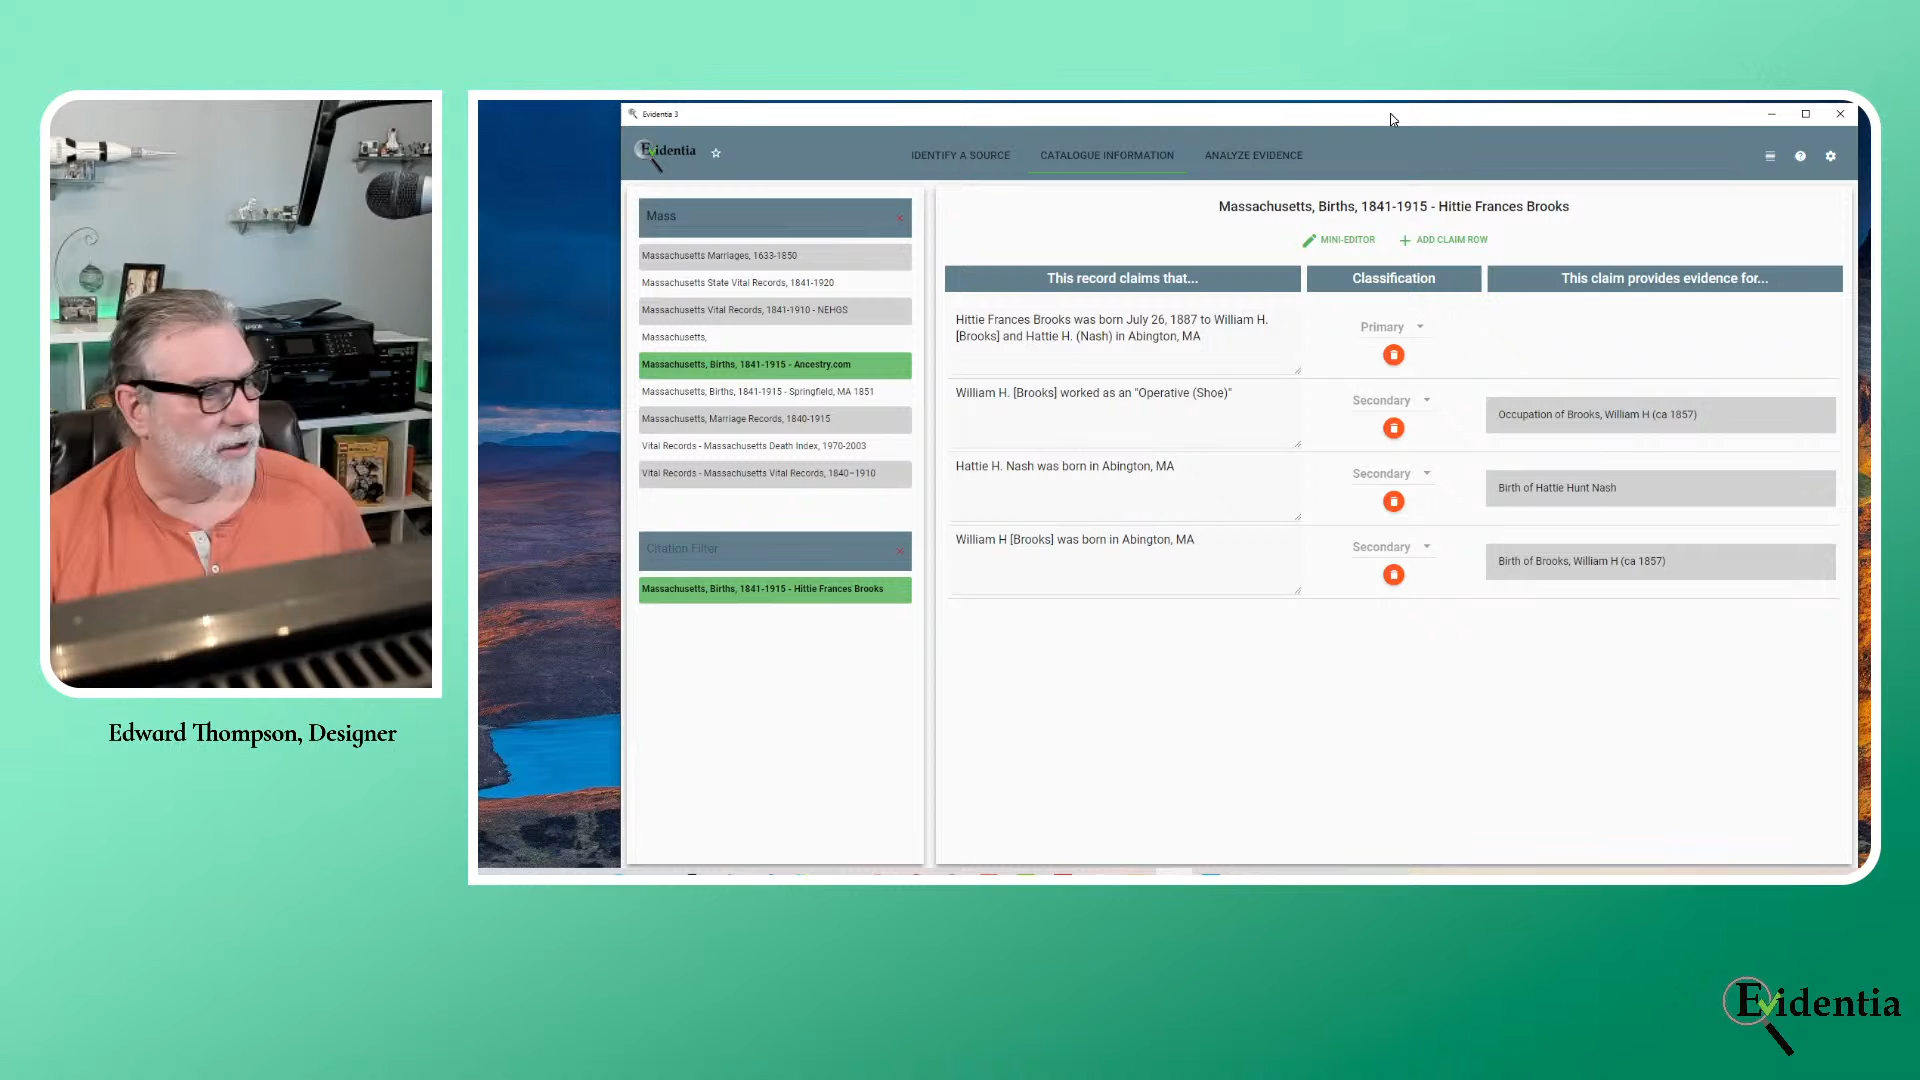 Evidentia 3
Evidentia
IDENTIFY A SOURCE
CATALOGUE INFORMATION
ANALYZE EVIDENCE
Mass
Massachusetts Marriages, 1633-1850
Massachusetts State Vital Records, 1841-1920
Massachusetts Vital Records, 1841-1910 - NEHGS
Massachusetts,
Massachusetts, Births, 1841-1915 - Ancestry.com
Massachusetts, Births, 1841-1915 - Springfield, MA 1851
Massachusetts, Marriage Records, 1840-1915
Vital Records - Massachusetts Death Index, 1970-2003
Vital Records - Massachusetts Vital Records, 1840–1910
Citation Filter
Massachusetts, Births, 1841-1915 - Hittie Frances Brooks
Massachusetts, Births, 1841-1915 - Hittie Frances Brooks
MINI-EDITOR
ADD CLAIM ROW
This record claims that...
Classification
This claim provides evidence for...
Hittie Frances Brooks was born July 26, 1887 to William H.
[Brooks] and Hattie H. (Nash) in Abington, MA
Primary
William H. [Brooks] worked as an "Operative (Shoe)"
Secondary
Occupation of Brooks, William H (ca 1857)
Hattie H. Nash was born in Abington, MA
Secondary
Birth of Hattie Hunt Nash
William H [Brooks] was born in Abington, MA
Secondary
Birth of Brooks, William H (ca 1857)
EPSON
Edward Thompson, Designer
Evidentia